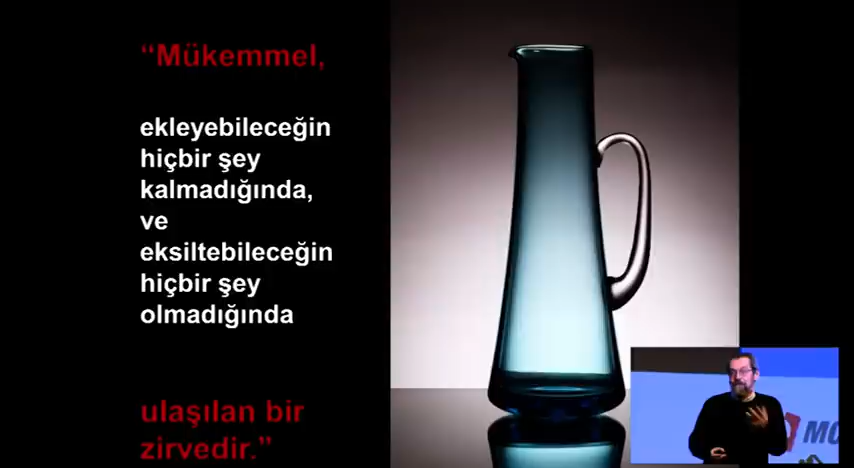 “Mükemmel,
ekleyebileceğin
hiçbir şey
kalmadığında,
ve
eksiltebileceğin
hiçbir şey
olmadığında
ulaşılan bir
zirvedir.”